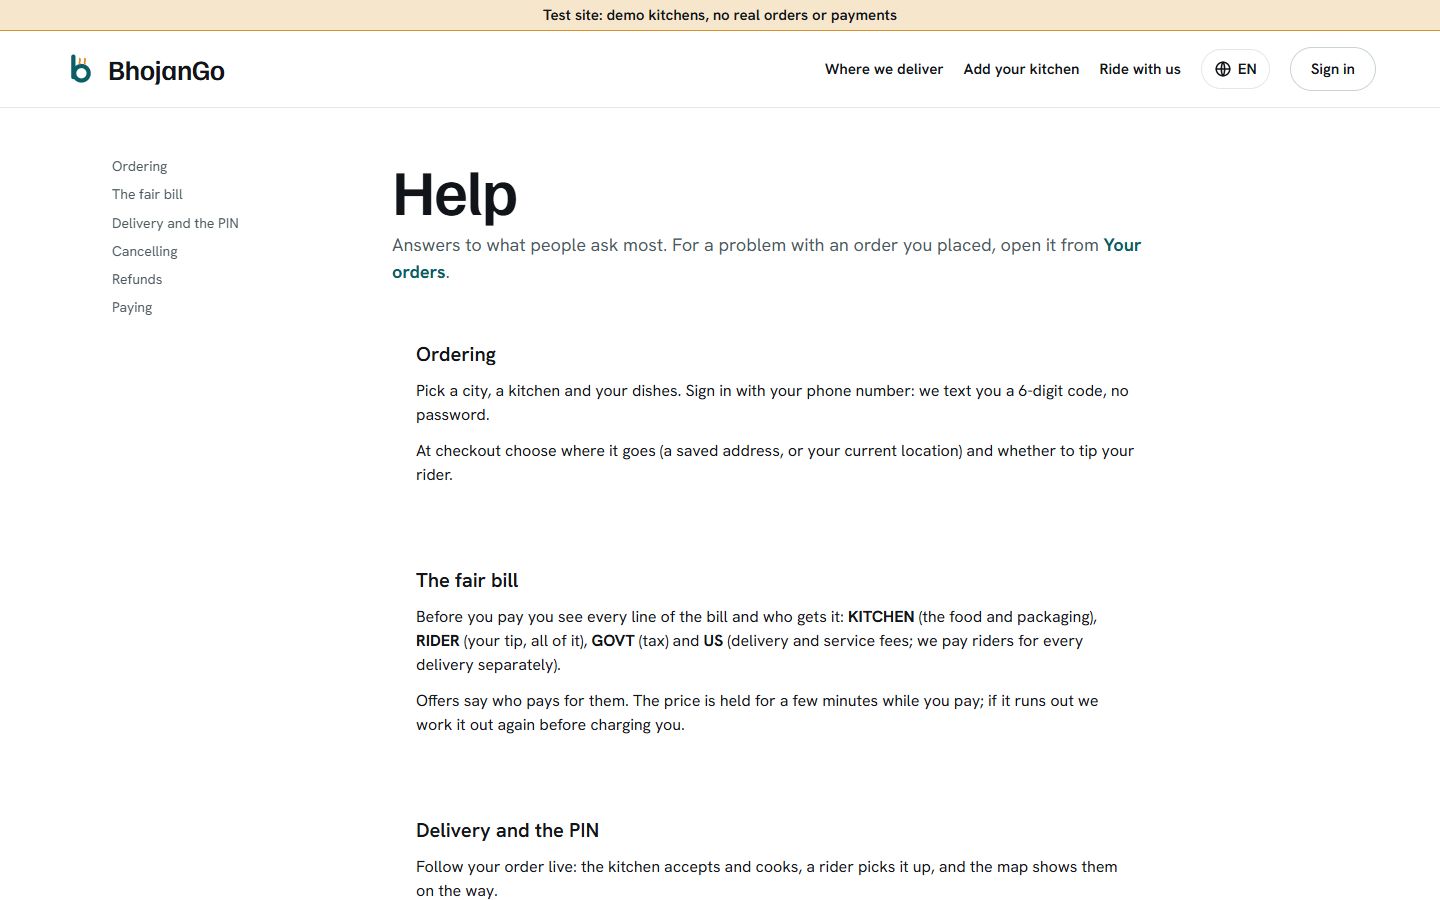 Test site: demo kitchens, no real orders or payments
BhojanGo
Where we deliver
Add your kitchen
Ride with us
EN
Sign in
Ordering
The fair bill
Delivery and the PIN
Cancelling
Refunds
Paying
Help
Answers to what people ask most. For a problem with an order you placed, open it from Your
orders.
Ordering
Pick a city, a kitchen and your dishes. Sign in with your phone number: we text you a 6-digit code, no
password.
At checkout choose where it goes (a saved address, or your current location) and whether to tip your
rider.
The fair bill
Before you pay you see every line of the bill and who gets it: KITCHEN (the food and packaging),
RIDER (your tip, all of it), GOVT (tax) and US (delivery and service fees; we pay riders for every
delivery separately).
Offers say who pays for them. The price is held for a few minutes while you pay; if it runs out we
work it out again before charging you.
Delivery and the PIN
Follow your order live: the kitchen accepts and cooks, a rider picks it up, and the map shows them
on the way.